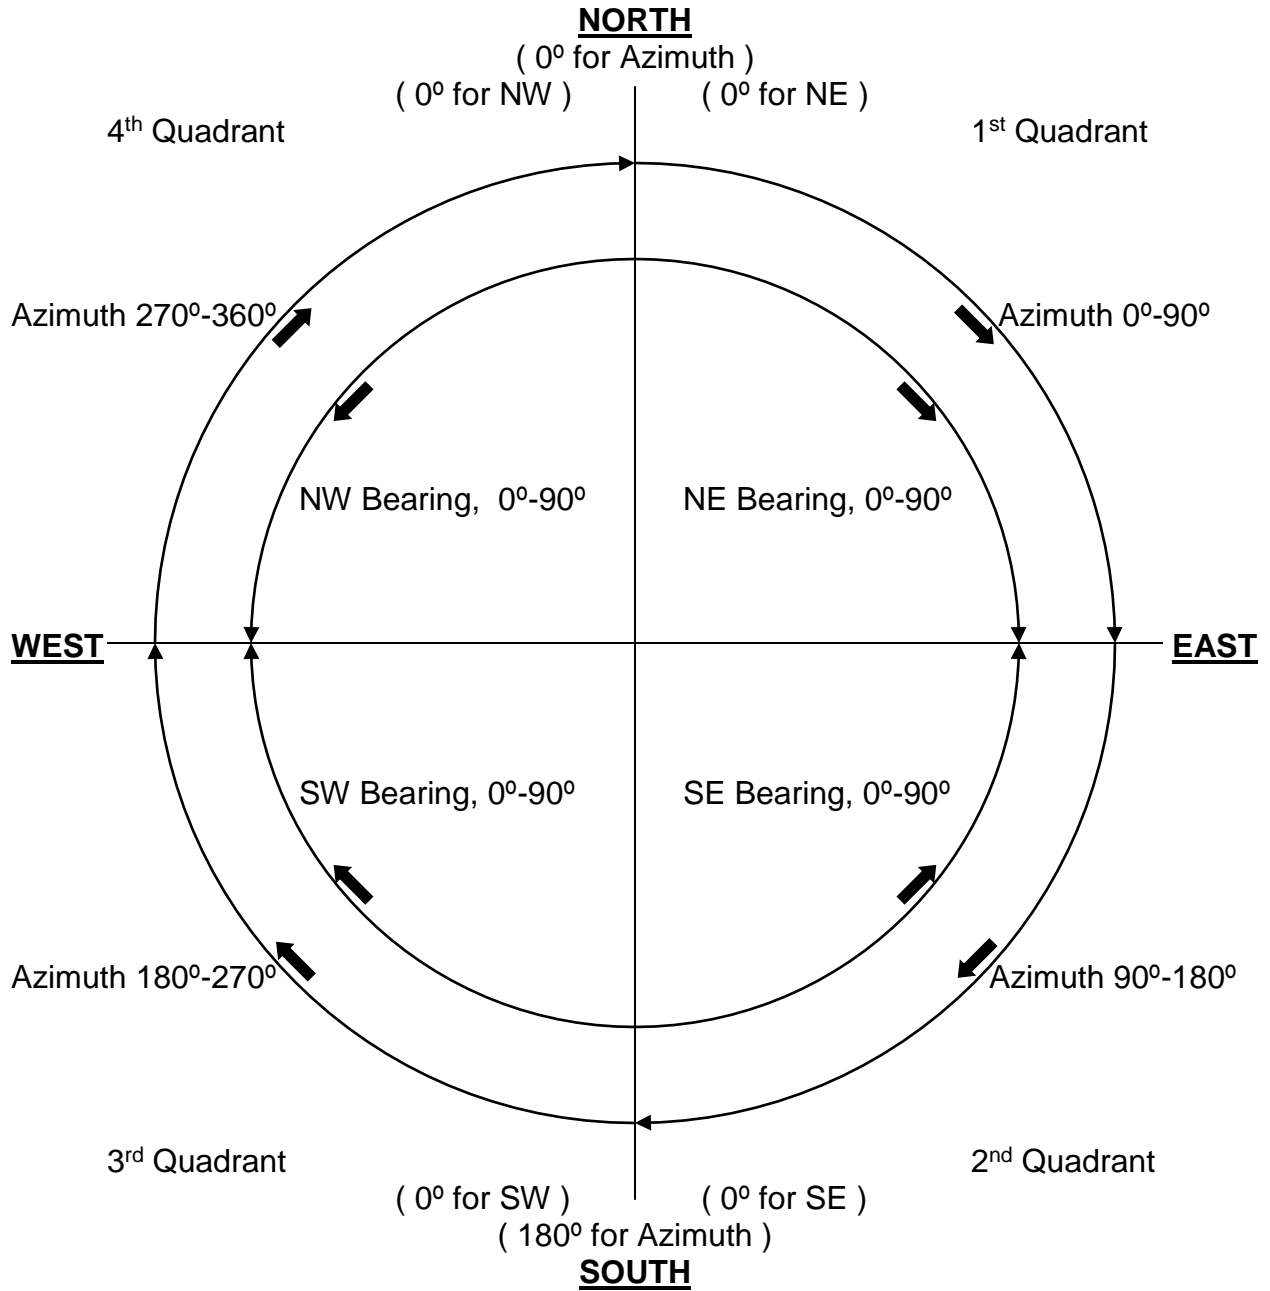 NORTH
( 0º for Azimuth )
( 0º for NW ) ( 0º for NE )
4th Quadrant 1st Quadrant
Azimuth 270º-360º Azimuth 0º-90º
NW Bearing, 0º-90º NE Bearing, 0º-90º
WEST EAST
SW Bearing, 0º-90º SE Bearing, 0º-90º
Azimuth 180º-270º Azimuth 90º-180º
3rd Quadrant 2nd Quadrant
( 0º for SW ) ( 0º for SE )
( 180º for Azimuth )
SOUTH